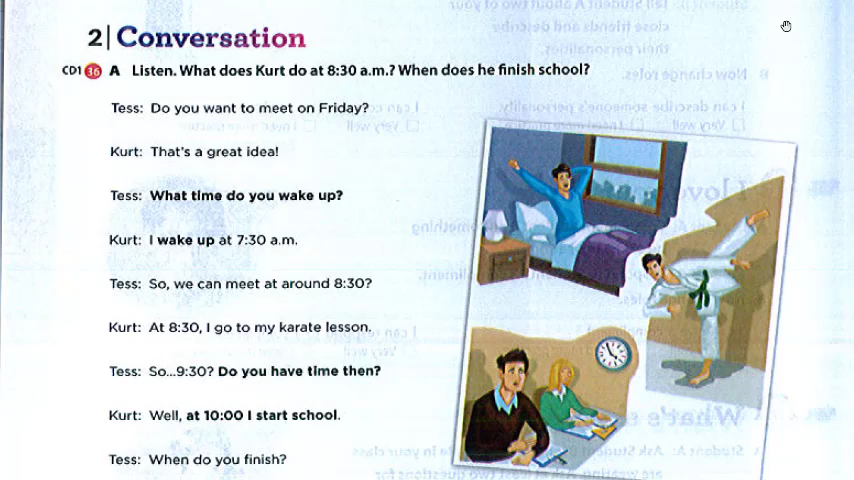 2 | Conversation
CD1 36 A Listen. What does Kurt do at 8:30 a.m.? When does he finish school?
Tess: Do you want to meet on Friday?
Kurt: That's a great idea!
Tess: What time do you wake up?
Kurt: I wake up at 7:30 a.m.
Tess: So, we can meet at around 8:30?
Kurt: At 8:30, I go to my karate lesson.
Tess: So...9:30? Do you have time then?
Kurt: Well, at 10:00 I start school.
Tess: When do you finish?